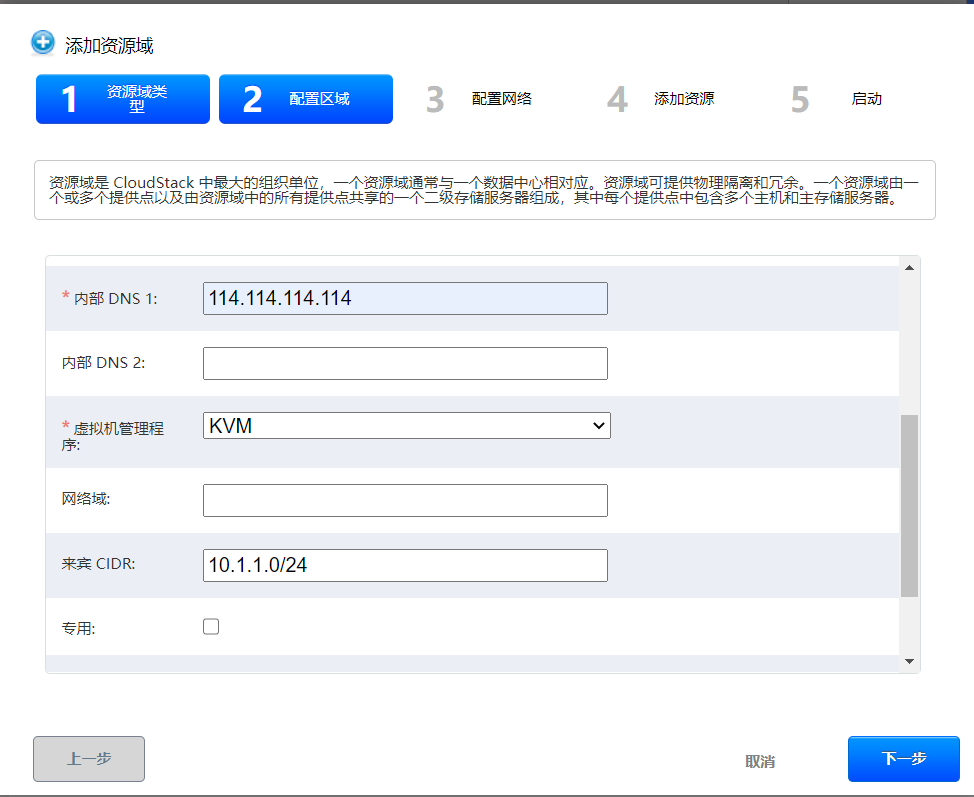 添加资源域
1 资源域类
型
2 配置区域
3 配置网络
4 添加资源
5 启动
资源域是 CloudStack 中最大的组织单位，一个资源域通常与一个数据中心相对应。资源域可提供物理隔离和冗余。一个资源域由一
个或多个提供点以及由资源域中的所有提供点共享的一个二级存储服务器组成，其中每个提供点中包含多个主机和主存储服务器。
* 内部 DNS 1: 114.114.114.114
内部 DNS 2:
* 虚拟机管理程 KVM
序:
网络域:
来宾 CIDR: 10.1.1.0/24
专用:
上一步
取消
下一步